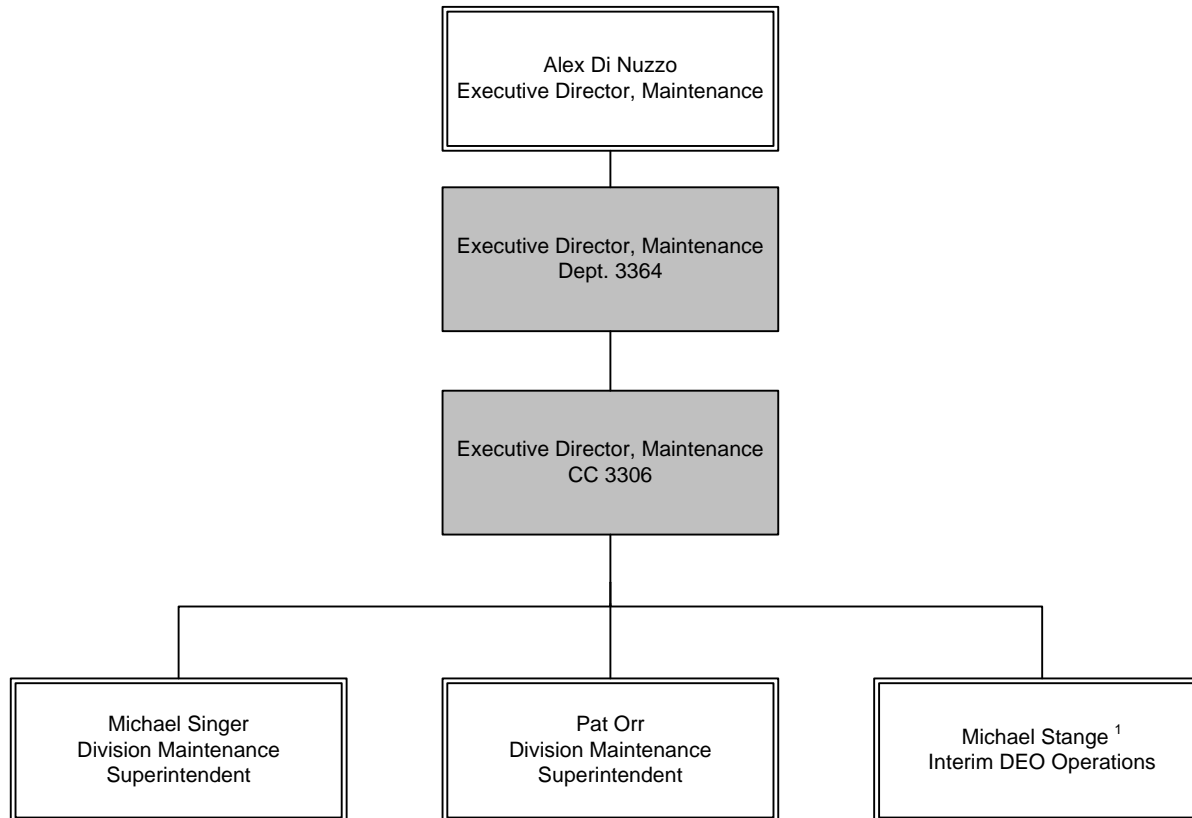 Alex Di Nuzzo
Executive Director, Maintenance
Executive Director, Maintenance
Dept. 3364
Executive Director, Maintenance
CC 3306
Michael Singer
Division Maintenance
Superintendent
Pat Orr
Division Maintenance
Superintendent
Michael Stange 1
Interim DEO Operations